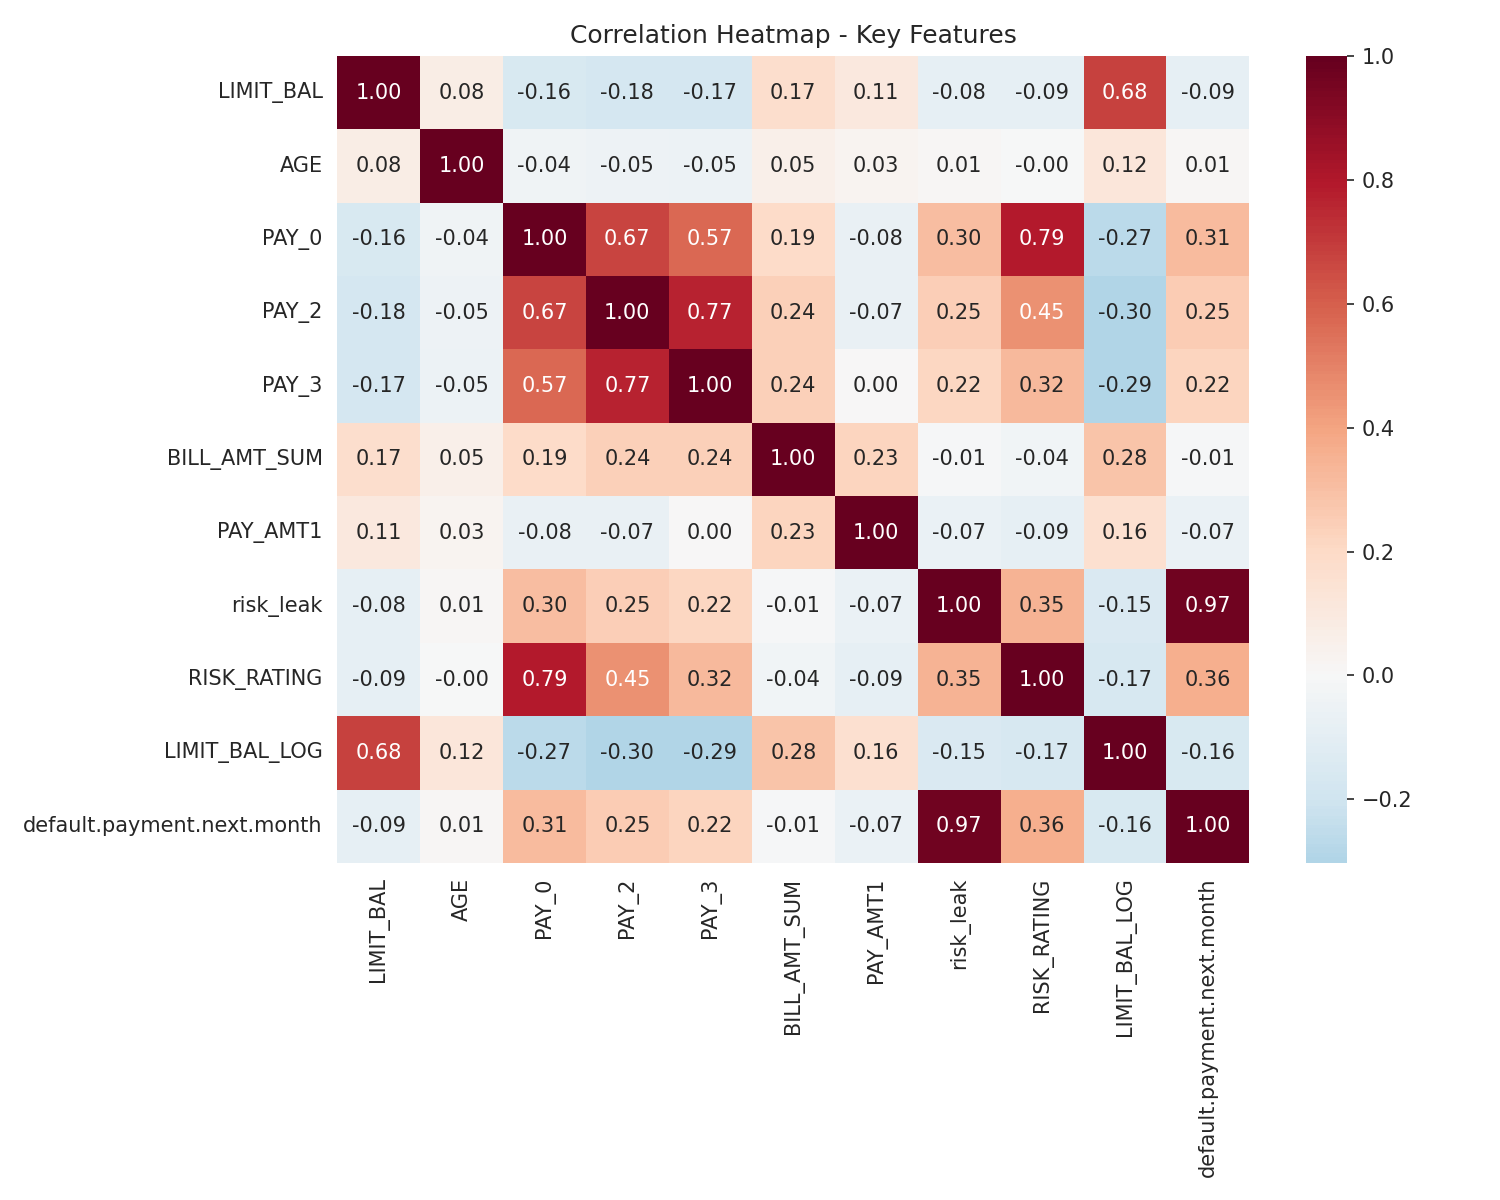 Correlation Heatmap - Key Features
LIMIT_BAL 1.00 0.08 -0.16 -0.18 -0.17 0.17 0.11 -0.08 -0.09 0.68 -0.09
AGE 0.08 1.00 -0.04 -0.05 -0.05 0.05 0.03 0.01 -0.00 0.12 0.01
PAY_0 -0.16 -0.04 1.00 0.67 0.57 0.19 -0.08 0.30 0.79 -0.27 0.31
PAY_2 -0.18 -0.05 0.67 1.00 0.77 0.24 -0.07 0.25 0.45 -0.30 0.25
PAY_3 -0.17 -0.05 0.57 0.77 1.00 0.24 0.00 0.22 0.32 -0.29 0.22
BILL_AMT_SUM 0.17 0.05 0.19 0.24 0.24 1.00 0.23 -0.01 -0.04 0.28 -0.01
PAY_AMT1 0.11 0.03 -0.08 -0.07 0.00 0.23 1.00 -0.07 -0.09 0.16 -0.07
risk_leak -0.08 0.01 0.30 0.25 0.22 -0.01 -0.07 1.00 0.35 -0.15 0.97
RISK_RATING -0.09 -0.00 0.79 0.45 0.32 -0.04 -0.09 0.35 1.00 -0.17 0.36
LIMIT_BAL_LOG 0.68 0.12 -0.27 -0.30 -0.29 0.28 0.16 -0.15 -0.17 1.00 -0.16
default.payment.next.month -0.09 0.01 0.31 0.25 0.22 -0.01 -0.07 0.97 0.36 -0.16 1.00
LIMIT_BAL
AGE
PAY_0
PAY_2
PAY_3
BILL_AMT_SUM
PAY_AMT1
risk_leak
RISK_RATING
LIMIT_BAL_LOG
default.payment.next.month
1.0
0.8
0.6
0.4
0.2
0.0
−0.2